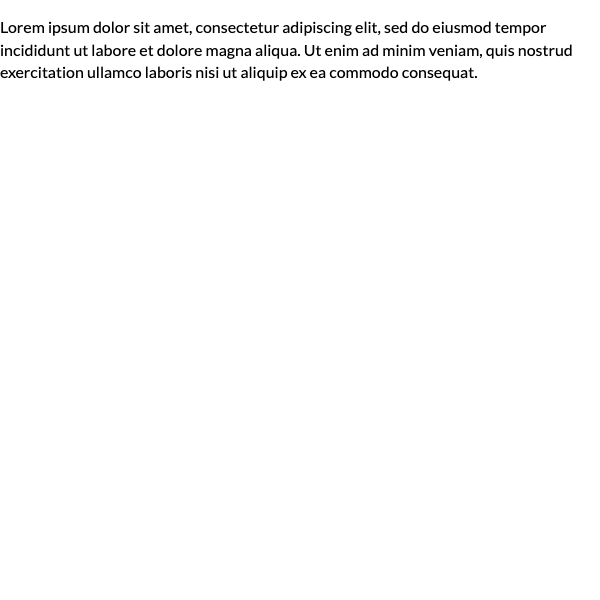 Lorem ipsum dolor sit amet, consectetur adipiscing elit, sed do eiusmod tempor
incididunt ut labore et dolore magna aliqua. Ut enim ad minim veniam, quis nostrud
exercitation ullamco laboris nisi ut aliquip ex ea commodo consequat.